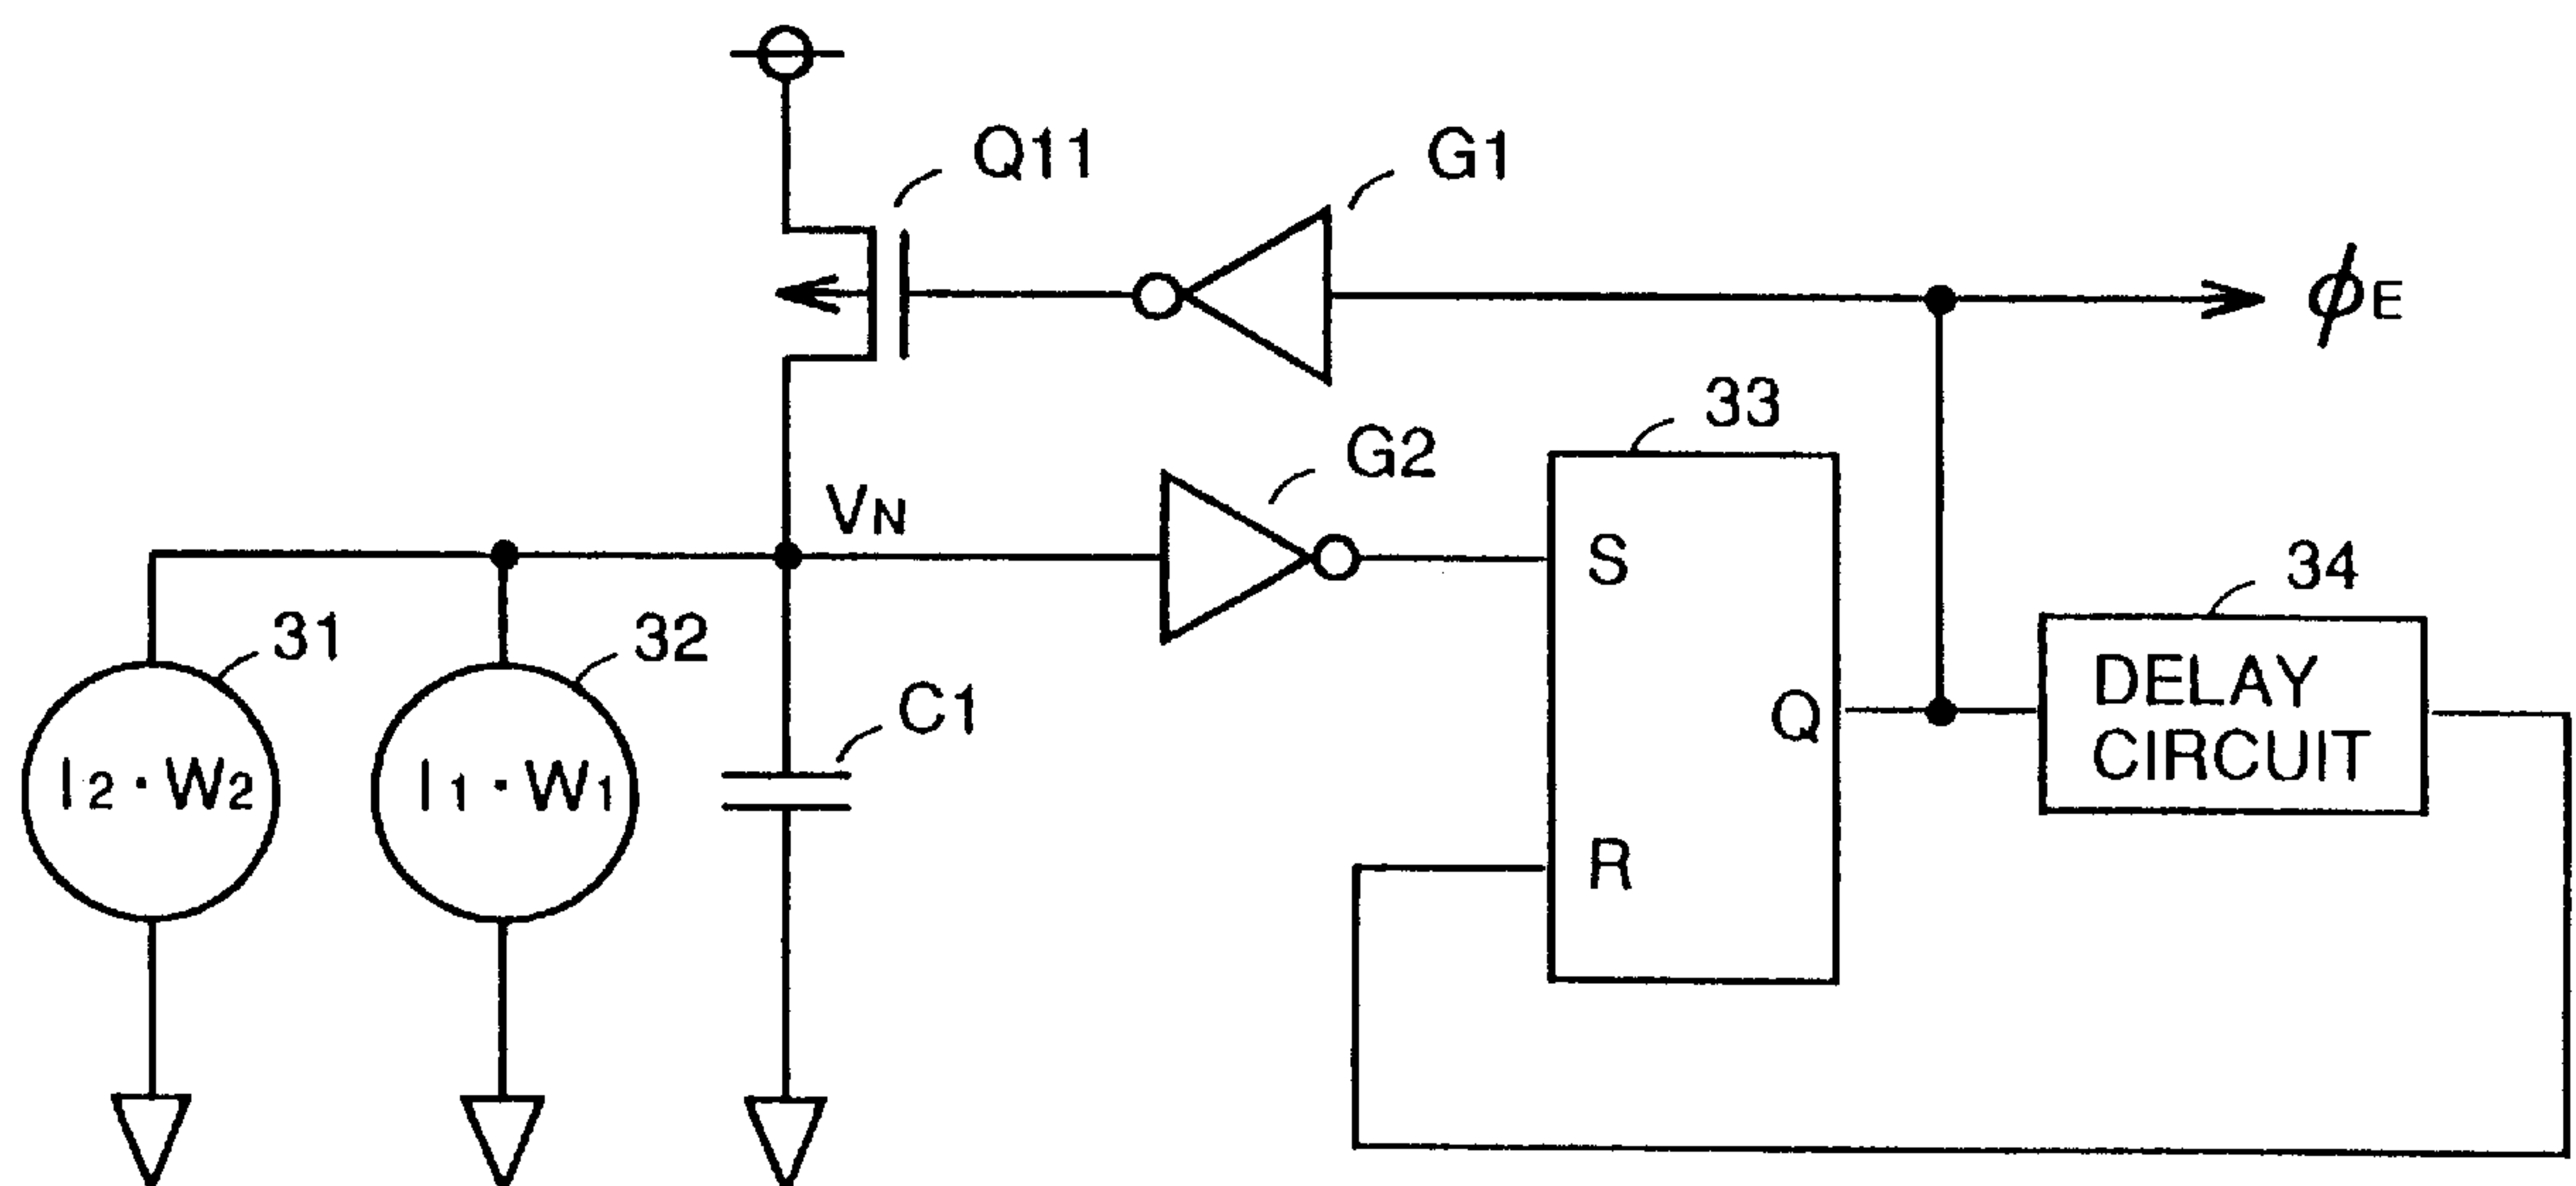 Q11
G1
ϕE
33
G2
VN
S
34
31
32
DELAY
CIRCUIT
C1
Q
I2·W2
I1·W1
R